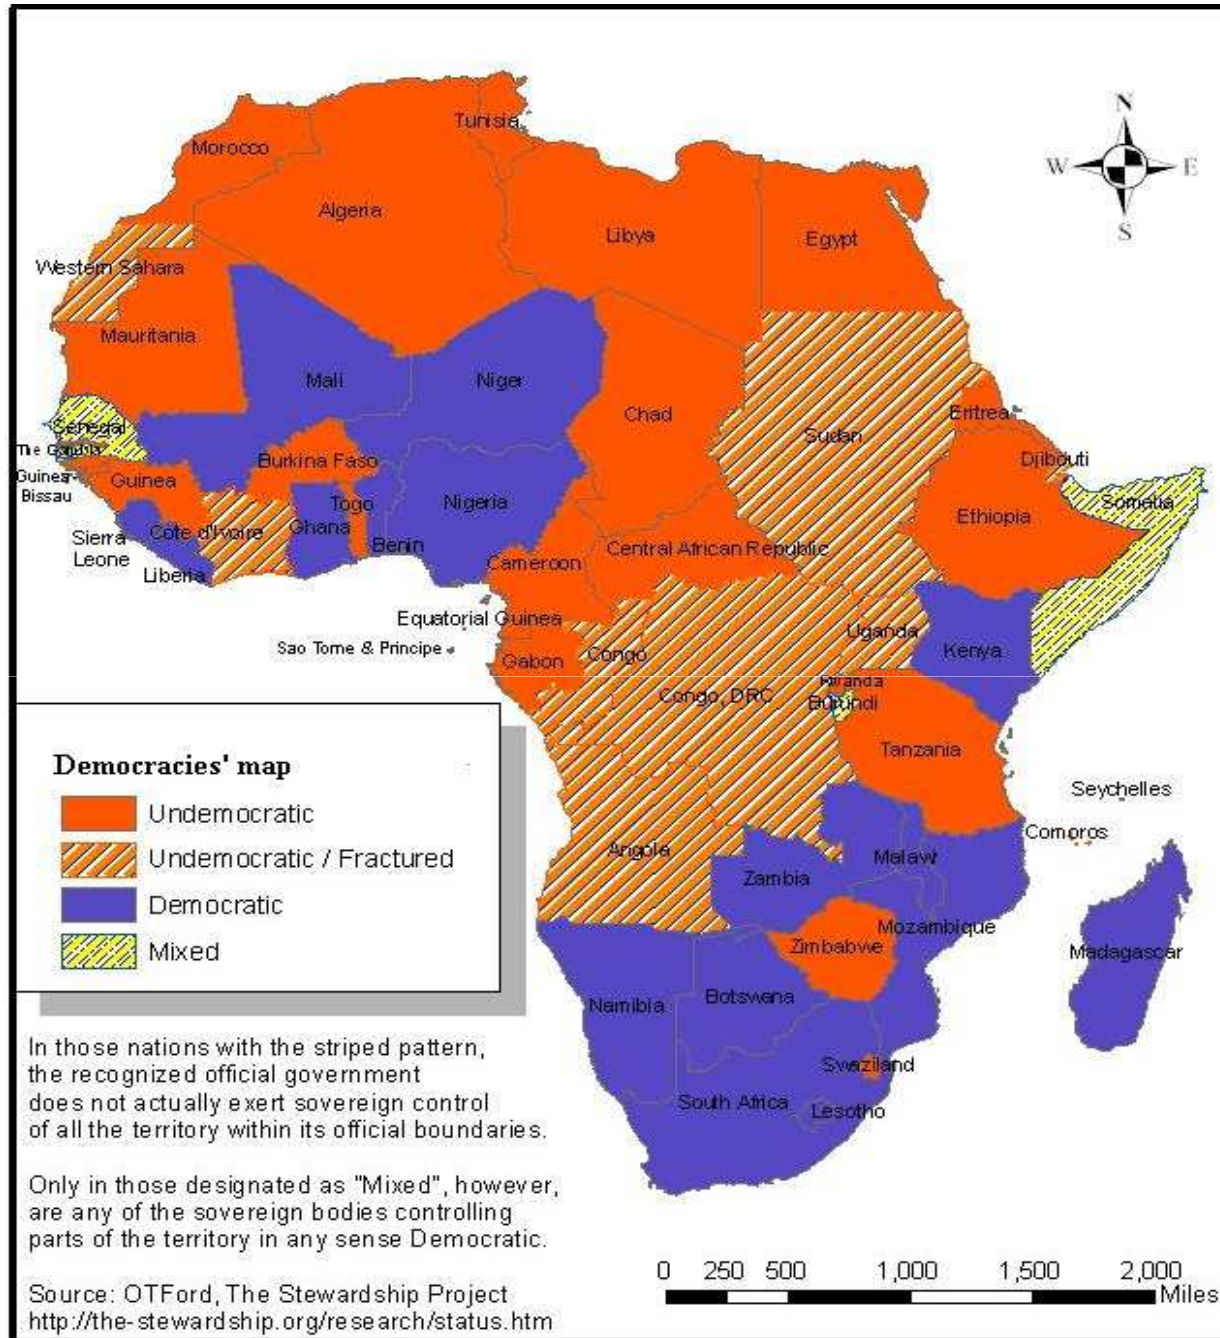 N
W
E
S
Tunisia
Morocco
Algeria
Libya
Egypt
Western Sahara
Mauritania
Mali
Niger
Chad
Sudan
Eritrea
Senegal
The Gambia
Guinea-
Bissau
Guinea
Burkina Faso
Djibouti
Somalia
Togo
Nigeria
Ethiopia
Cote d'Ivoire
Ghana
Benin
Sierra
Leone
Liberia
Cameroon
Central African Republic
Equatorial Guinea
Uganda
Sao Tome & Principe
Gabon
Congo
Kenya
Rwanda
Congo, DRC
Burundi
Tanzania
Seychelles
Comoros
Angola
Malawi
Zambia
Mozambique
Zimbabwe
Madagascar
Namibia
Botswana
Swaziland
South Africa
Lesotho
Democracies' map
Undemocratic
Undemocratic / Fractured
Democratic
Mixed
In those nations with the striped pattern,
the recognized official government
does not actually exert sovereign control
of all the territory within its official boundaries.
Only in those designated as "Mixed", however,
are any of the sovereign bodies controlling
parts of the territory in any sense Democratic.
Source: OTFord, The Stewardship Project
http://the-stewardship.org/research/status.htm
0 250 500 1,000 1,500 2,000
Miles